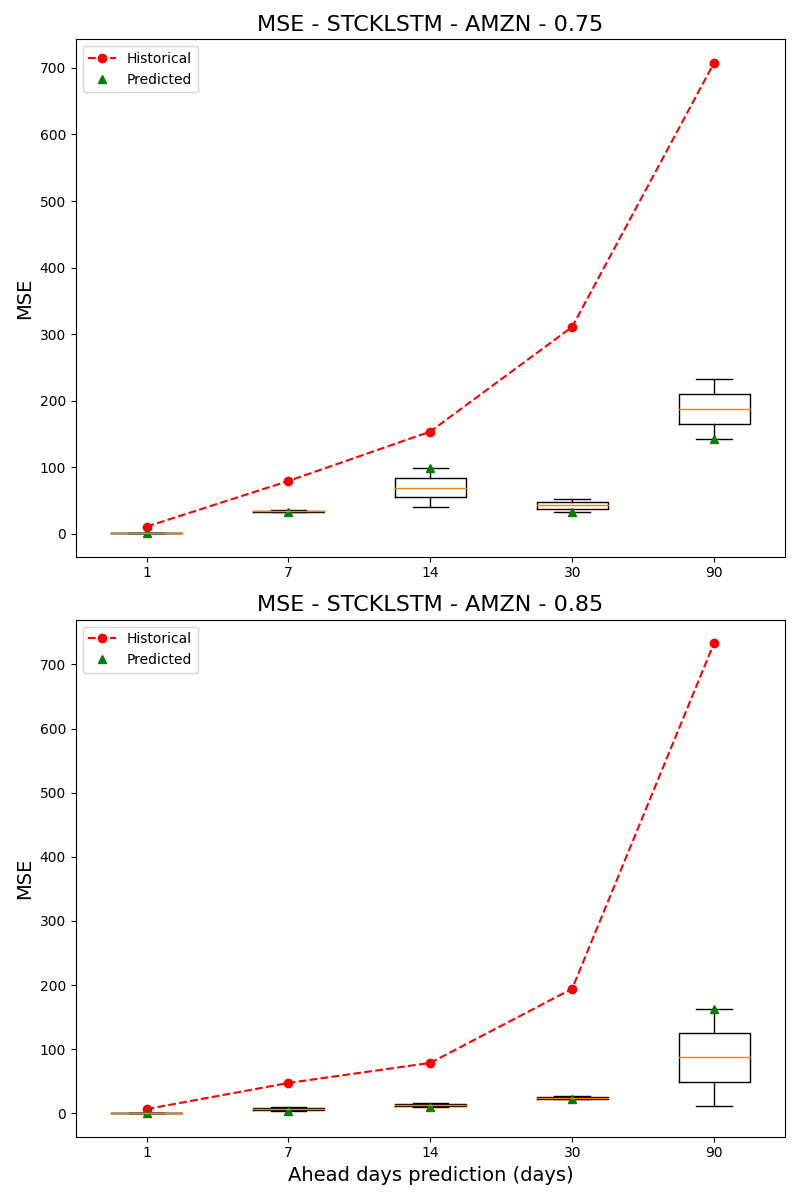 MSE - STCKLSTM - AMZN - 0.75
Historical
Predicted
MSE
700
600
500
400
300
200
100
0
1 7 14 30 90
MSE - STCKLSTM - AMZN - 0.85
Historical
Predicted
MSE
700
600
500
400
300
200
100
0
1 7 14 30 90
Ahead days prediction (days)